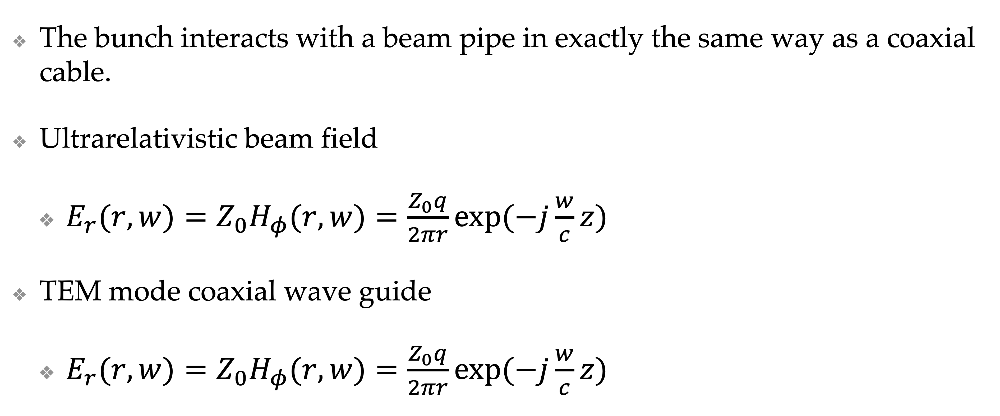 ❖ The bunch interacts with a beam pipe in exactly the same way as a coaxial
cable.
❖ Ultrarelativistic beam field
❖ $E_r(r,w) = Z_0 H_\phi(r,w) = \frac{Z_0 q}{2\pi r} \exp(-j\frac{w}{c}z)$
❖ TEM mode coaxial wave guide
❖ $E_r(r,w) = Z_0 H_\phi(r,w) = \frac{Z_0 q}{2\pi r} \exp(-j\frac{w}{c}z)$